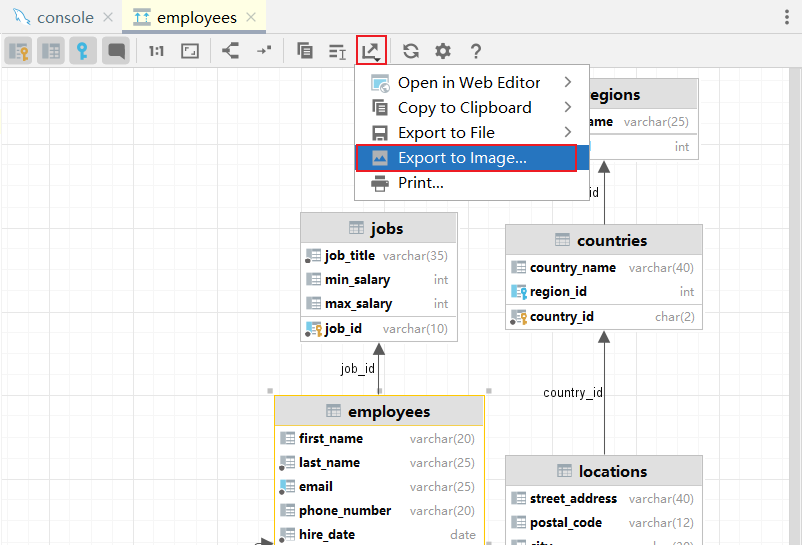 console
employees
1:1
Open in Web Editor
Copy to Clipboard
Export to File
Export to Image...
Print...
egions
ame varchar(25)
int
id
jobs
job_title varchar(35)
min_salary int
max_salary int
job_id varchar(10)
countries
country_name varchar(40)
region_id int
country_id char(2)
job_id
country_id
employees
first_name varchar(20)
last_name varchar(25)
email varchar(25)
phone_number varchar(20)
hire_date date
locations
street_address varchar(40)
postal_code varchar(12)